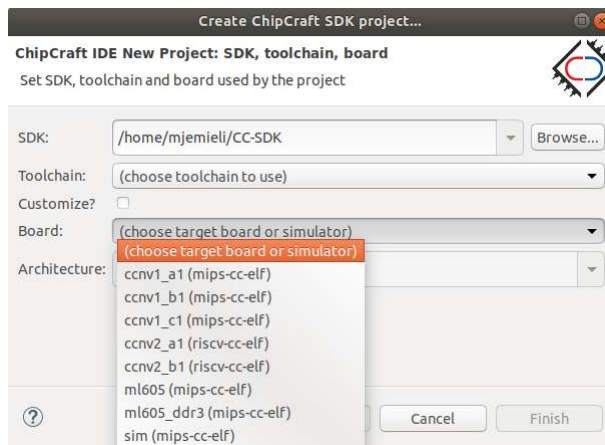 Create ChipCraft SDK project...
ChipCraft IDE New Project: SDK, toolchain, board
Set SDK, toolchain and board used by the project
SDK: /home/mjemieli/CC-SDK Browse...
Toolchain: (choose toolchain to use)
Customize?
Board: (choose target board or simulator)
(choose target board or simulator)
Architecture:
ccnv1_a1 (mips-cc-elf)
ccnv1_b1 (mips-cc-elf)
ccnv1_c1 (mips-cc-elf)
ccnv2_a1 (riscv-cc-elf)
ccnv2_b1 (riscv-cc-elf)
ml605 (mips-cc-elf)
ml605_ddr3 (mips-cc-elf)
sim (mips-cc-elf)
? Cancel Finish